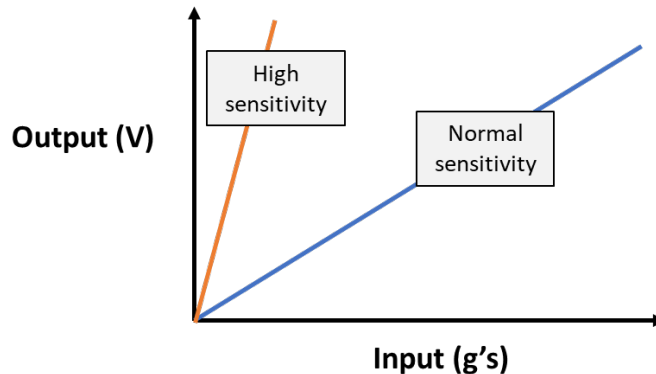 High
sensitivity
Output (V)
Normal
sensitivity
Input (g's)